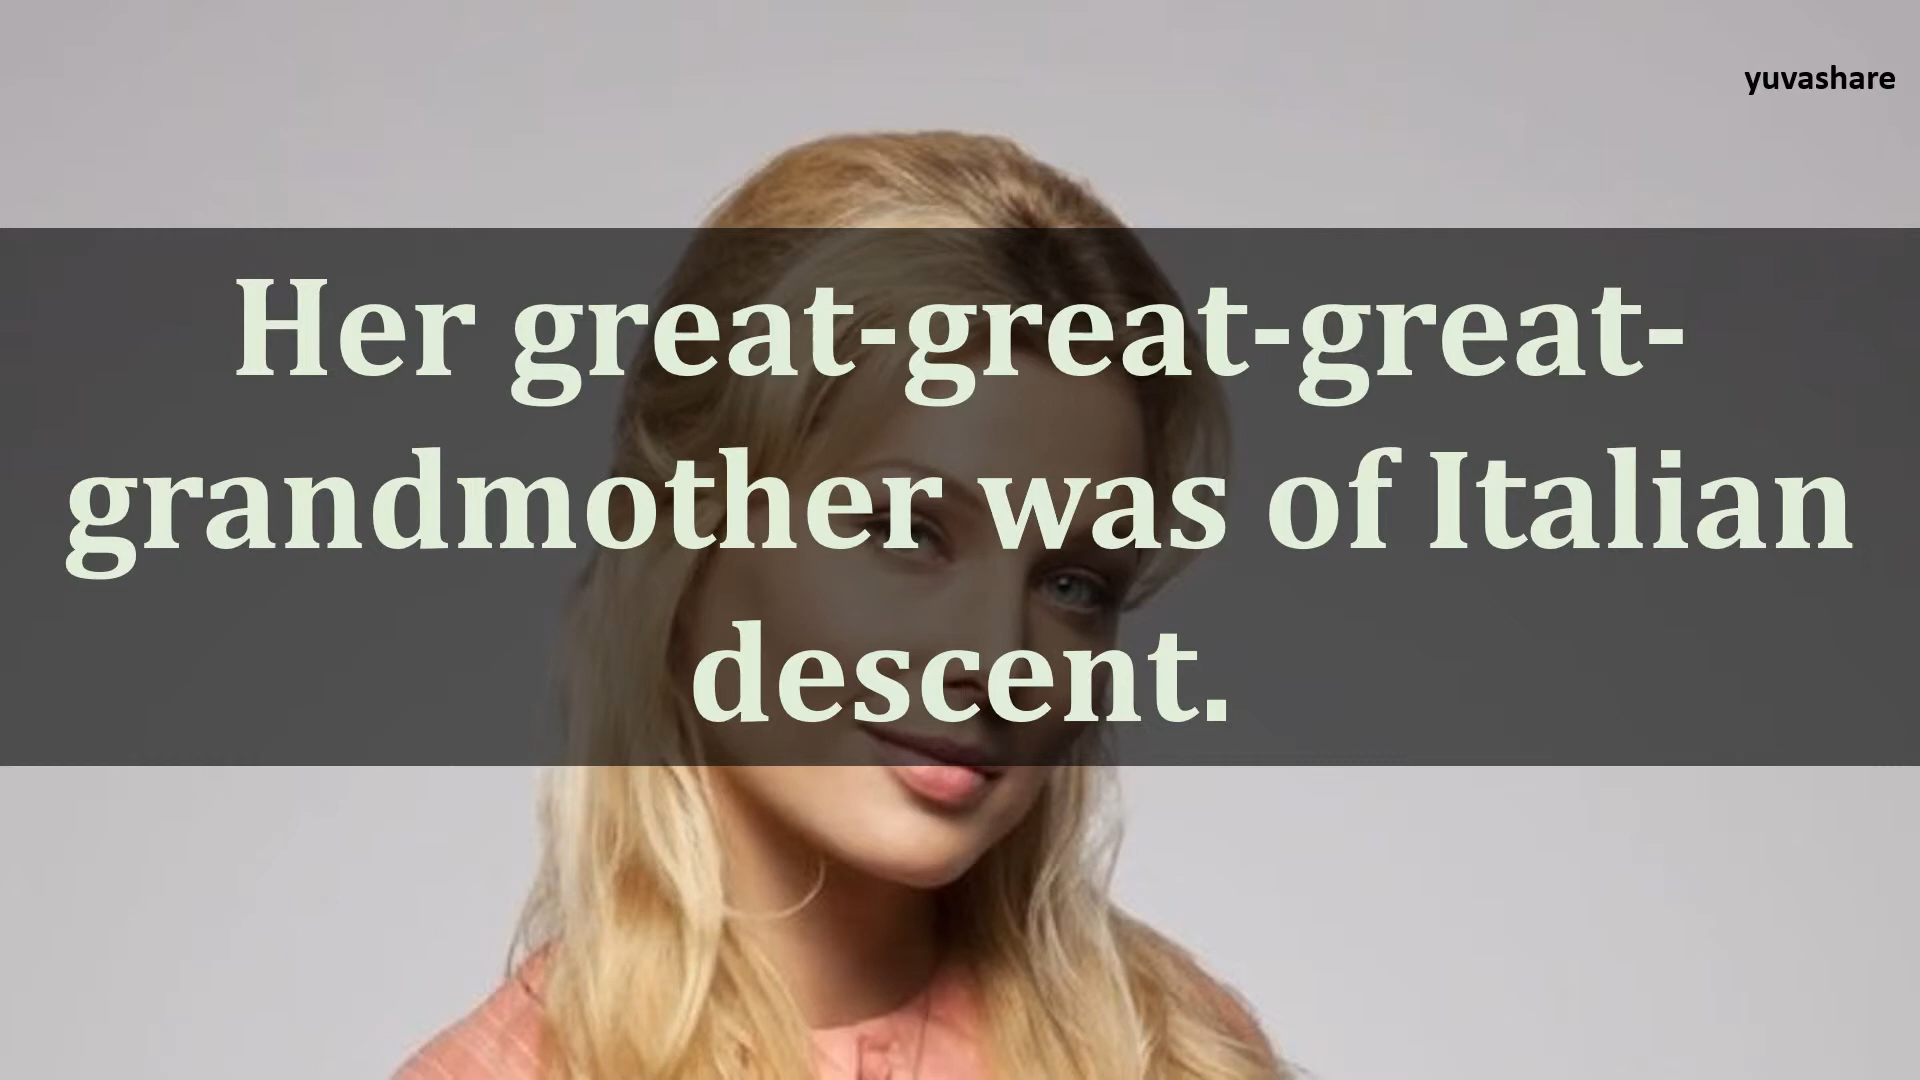 yuvashare
Her great-great-great-
grandmother was of Italian
descent.